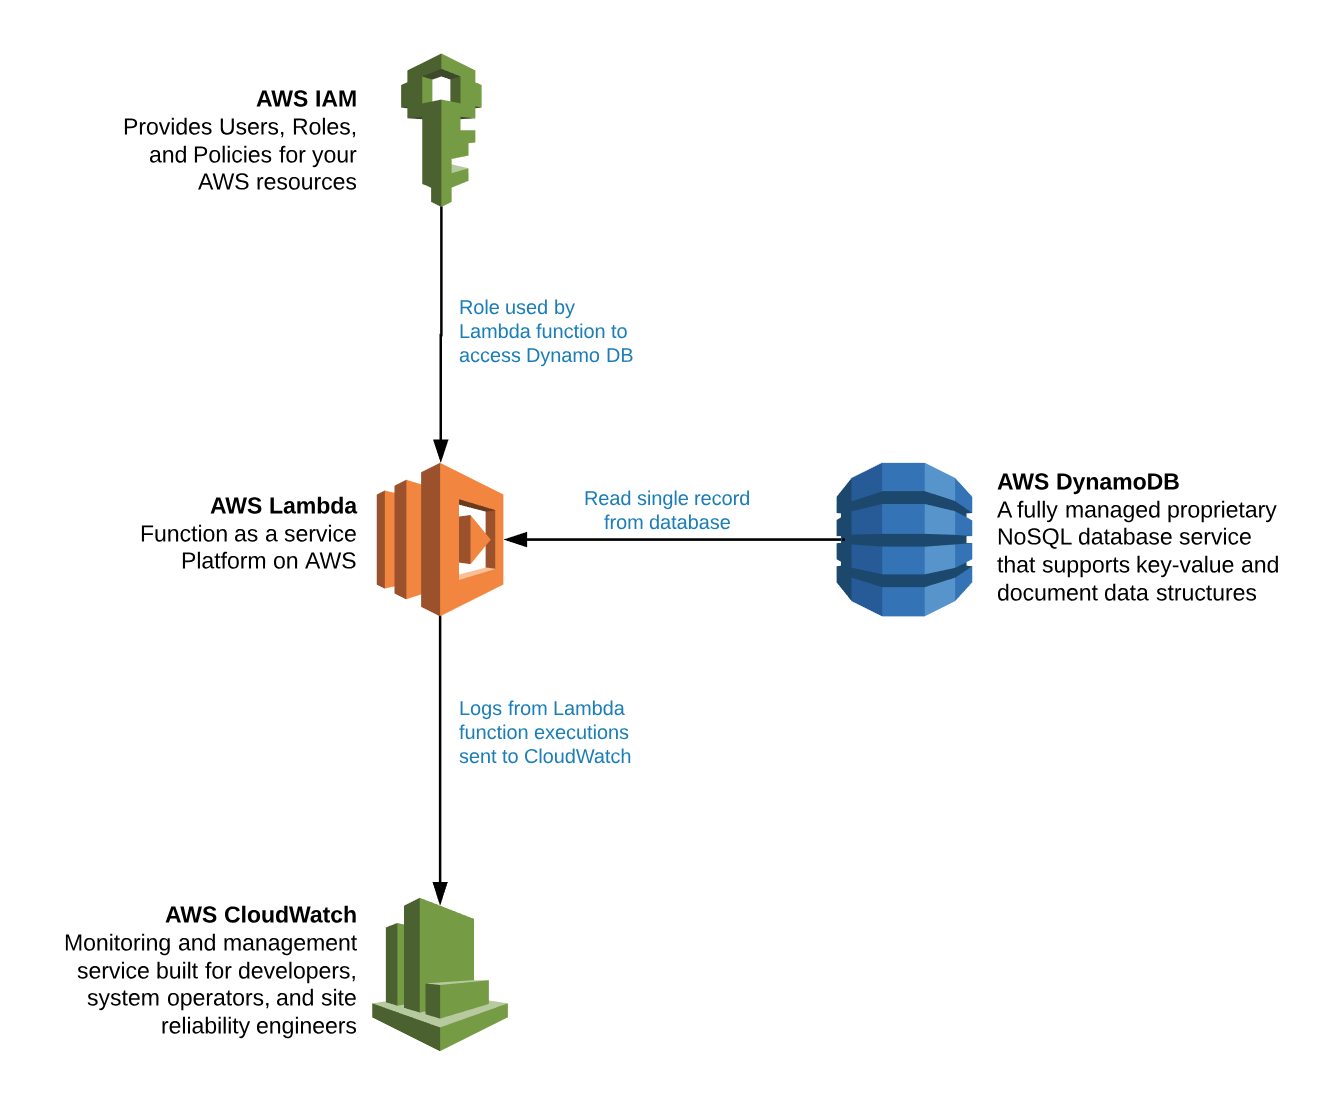 AWS IAM
Provides Users, Roles,
and Policies for your
AWS resources
Role used by
Lambda function to
access Dynamo DB
AWS Lambda
Function as a service
Platform on AWS
Read single record
from database
AWS DynamoDB
A fully managed proprietary
NoSQL database service
that supports key-value and
document data structures
Logs from Lambda
function executions
sent to CloudWatch
AWS CloudWatch
Monitoring and management
service built for developers,
system operators, and site
reliability engineers